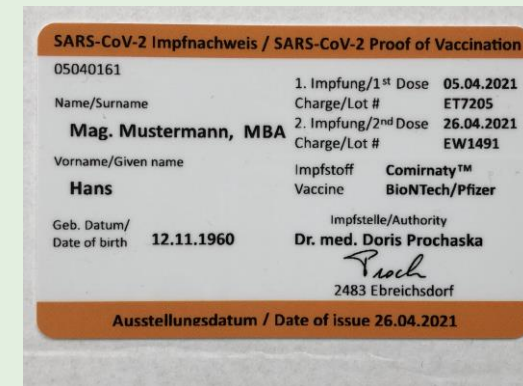 SARS-CoV-2 Impfnachweis / SARS-CoV-2 Proof of Vaccination
05040161
Name/Surname
Mag. Mustermann, MBA
Vorname/Given name
Hans
Geb. Datum/
Date of birth 12.11.1960
1. Impfung/1st Dose 05.04.2021
Charge/Lot # ET7205
2. Impfung/2nd Dose 26.04.2021
Charge/Lot # EW1491
Impfstoff Comirnaty™
Vaccine BioNTech/Pfizer
Impfstelle/Authority
Dr. med. Doris Prochaska
Proch
2483 Ebreichsdorf
Ausstellungsdatum / Date of issue 26.04.2021